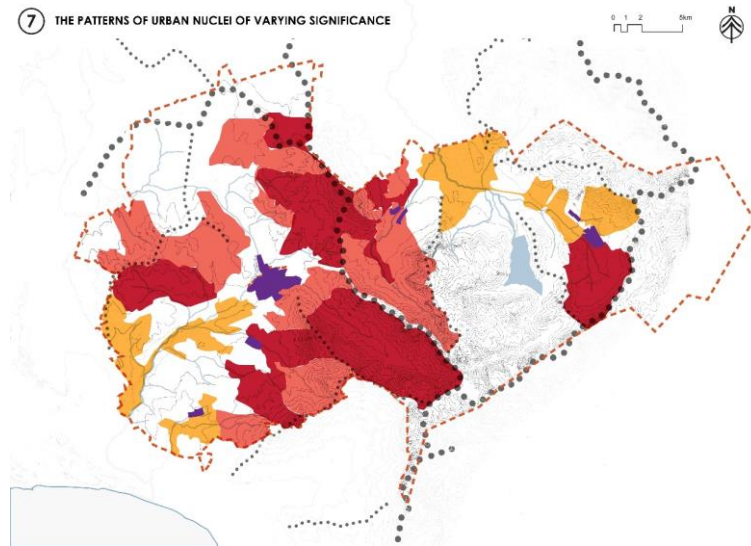 7 THE PATTERNS OF URBAN NUCLEI OF VARYING SIGNIFICANCE
0 1 2 5km
N